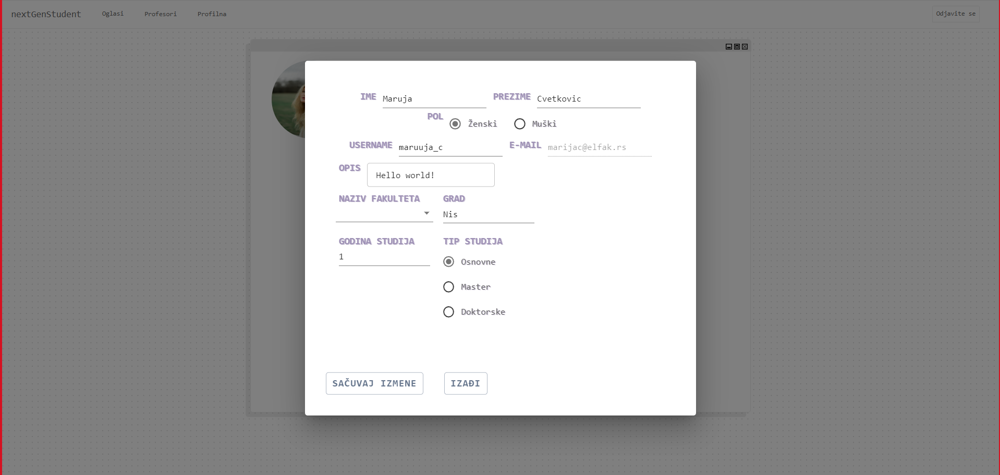 nextGenStudent Oglasi Profesori Profilna Odjavite se
IME Maruja PREZIME Cvetkovic
POL Ženski Muški
USERNAME maruuja_c E-MAIL marijac@elfak.rs
OPIS Hello world!
NAZIV FAKULTETA GRAD
Nis
GODINA STUDIJA TIP STUDIJA
1
Osnovne
Master
Doktorske
SAČUVAJ IZMENE IZAĐI